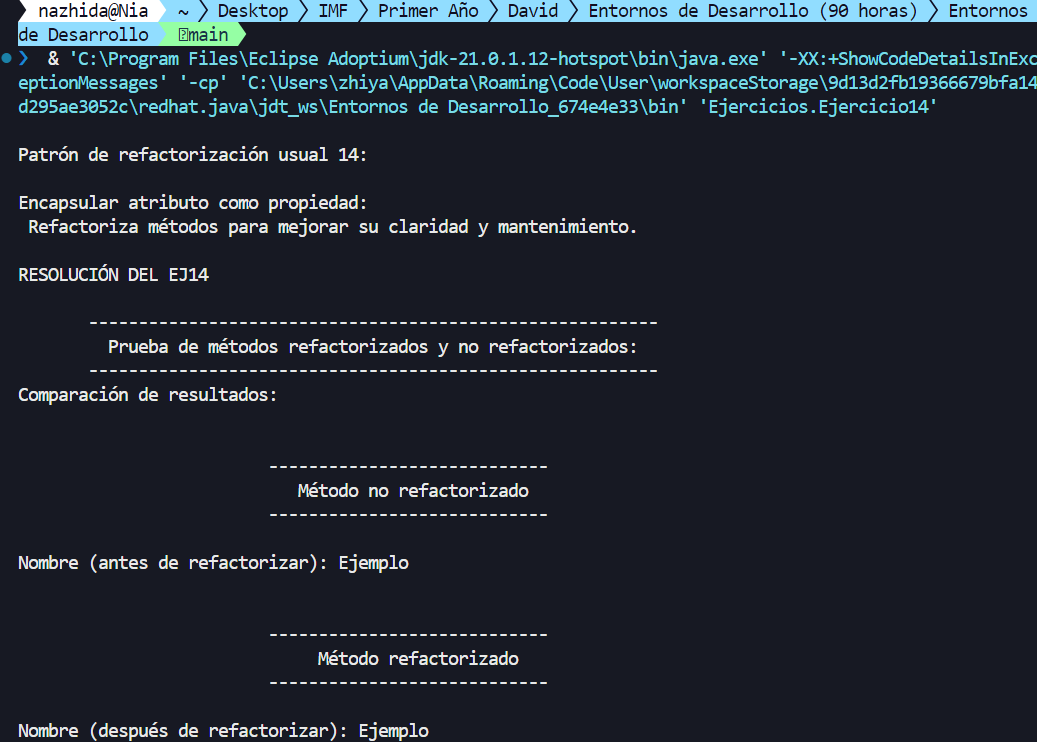 nazhida@Nia ~ Desktop IMF Primer Año David Entornos de Desarrollo (90 horas) Entornos
de Desarrollo main
& 'C:\Program Files\Eclipse Adoptium\jdk-21.0.1.12-hotspot\bin\java.exe' '-XX:+ShowCodeDetailsInExc
eptionMessages' '-cp' 'C:\Users\zhiya\AppData\Roaming\Code\User\workspaceStorage\9d13d2fb19366679bfa14
d295ae3052c\redhat.java\jdt_ws\Entornos de Desarrollo_674e4e33\bin' 'Ejercicios.Ejercicio14'
Patrón de refactorización usual 14:
Encapsular atributo como propiedad:
Refactoriza métodos para mejorar su claridad y mantenimiento.
RESOLUCIÓN DEL EJ14
---------------------------------------------------------
Prueba de métodos refactorizados y no refactorizados:
---------------------------------------------------------
Comparación de resultados:
----------------------------
Método no refactorizado
----------------------------
Nombre (antes de refactorizar): Ejemplo
----------------------------
Método refactorizado
----------------------------
Nombre (después de refactorizar): Ejemplo